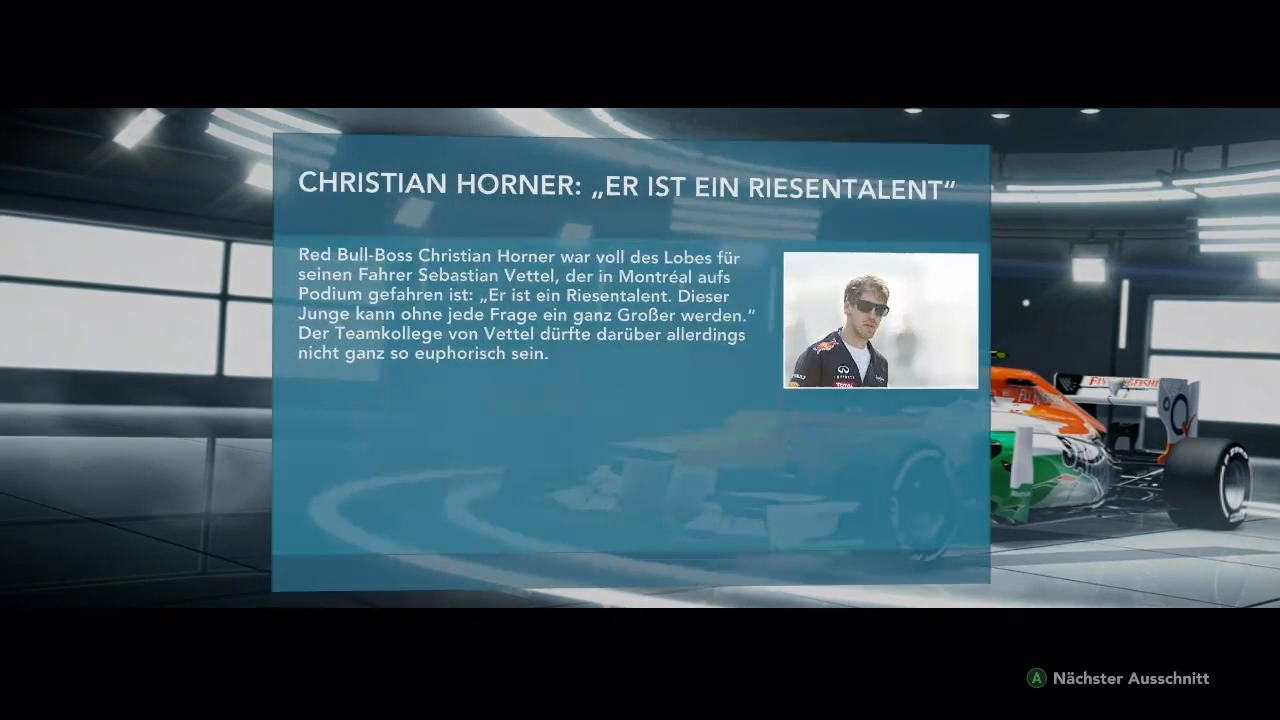 CHRISTIAN HORNER: „ER IST EIN RIESENTALENT“
Red Bull-Boss Christian Horner war voll des Lobes für
seinen Fahrer Sebastian Vettel, der in Montréal aufs
Podium gefahren ist: „Er ist ein Riesentalent. Dieser
Junge kann ohne jede Frage ein ganz Großer werden.“
Der Teamkollege von Vettel dürfte darüber allerdings
nicht ganz so euphorisch sein.
INFINITI
TOTAL
A Nächster Ausschnitt